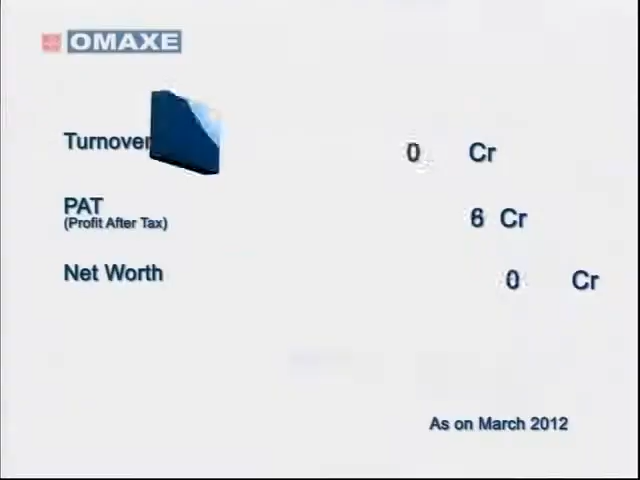 OMAXE
Turnover 0 Cr
PAT 6 Cr
(Profit After Tax)
Net Worth 0 Cr
As on March 2012